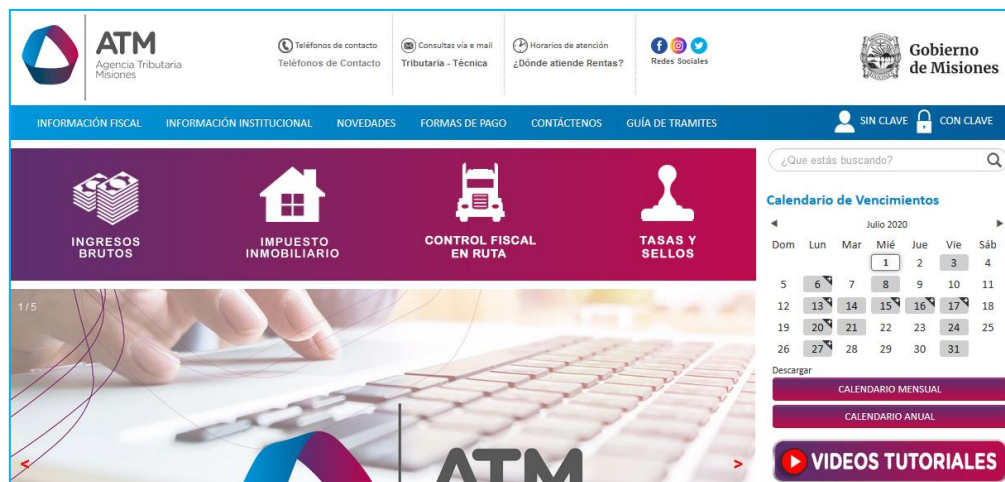 ATM
Agencia Tributaria
Misiones
Teléfonos de contacto
Teléfonos de Contacto
Consultas vía e mail
Tributaria - Técnica
Horarios de atención
¿Dónde atiende Rentas?
Redes Sociales
Gobierno
de Misiones
INFORMACIÓN FISCAL
INFORMACIÓN INSTITUCIONAL
NOVEDADES
FORMAS DE PAGO
CONTÁCTENOS
GUÍA DE TRAMITES
SIN CLAVE
CON CLAVE
INGRESOS
BRUTOS
IMPUESTO
INMOBILIARIO
CONTROL FISCAL
EN RUTA
TASAS Y
SELLOS
1 / 5
<
ATM
>
¿Que estás buscando?
Calendario de Vencimientos
Julio 2020
Dom Lun Mar Mié Jue Vie Sáb
1 2 3 4
5 6 7 8 9 10 11
12 13 14 15 16 17 18
19 20 21 22 23 24 25
26 27 28 29 30 31
Descargar
CALENDARIO MENSUAL
CALENDARIO ANUAL
VIDEOS TUTORIALES